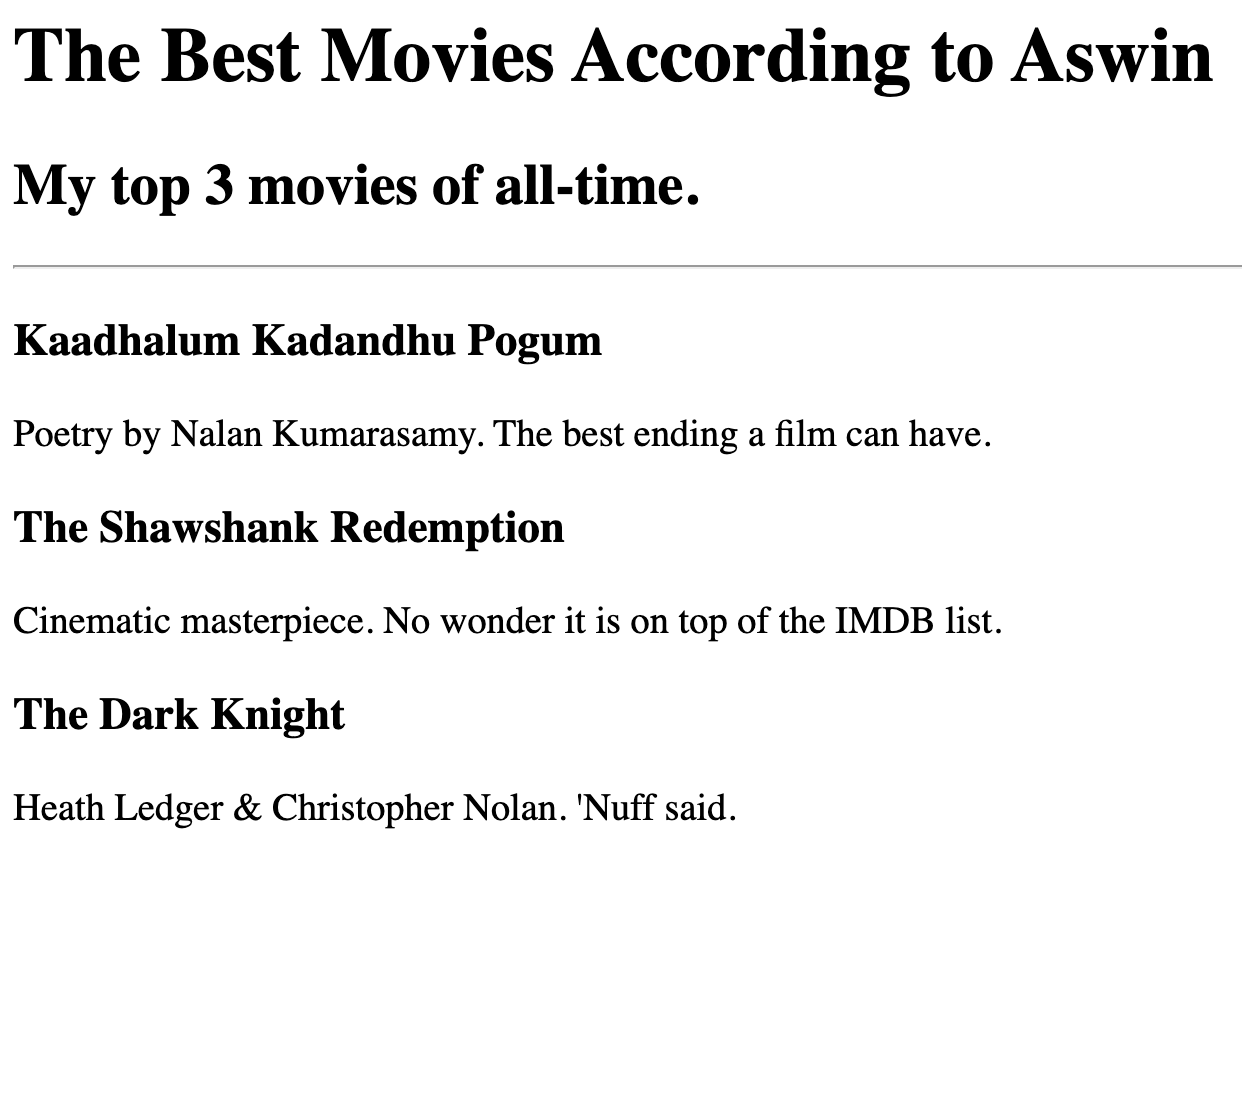 The Best Movies According to Aswin
My top 3 movies of all-time.
Kaadhalum Kadandhu Pogum
Poetry by Nalan Kumarasamy. The best ending a film can have.
The Shawshank Redemption
Cinematic masterpiece. No wonder it is on top of the IMDB list.
The Dark Knight
Heath Ledger & Christopher Nolan. 'Nuff said.